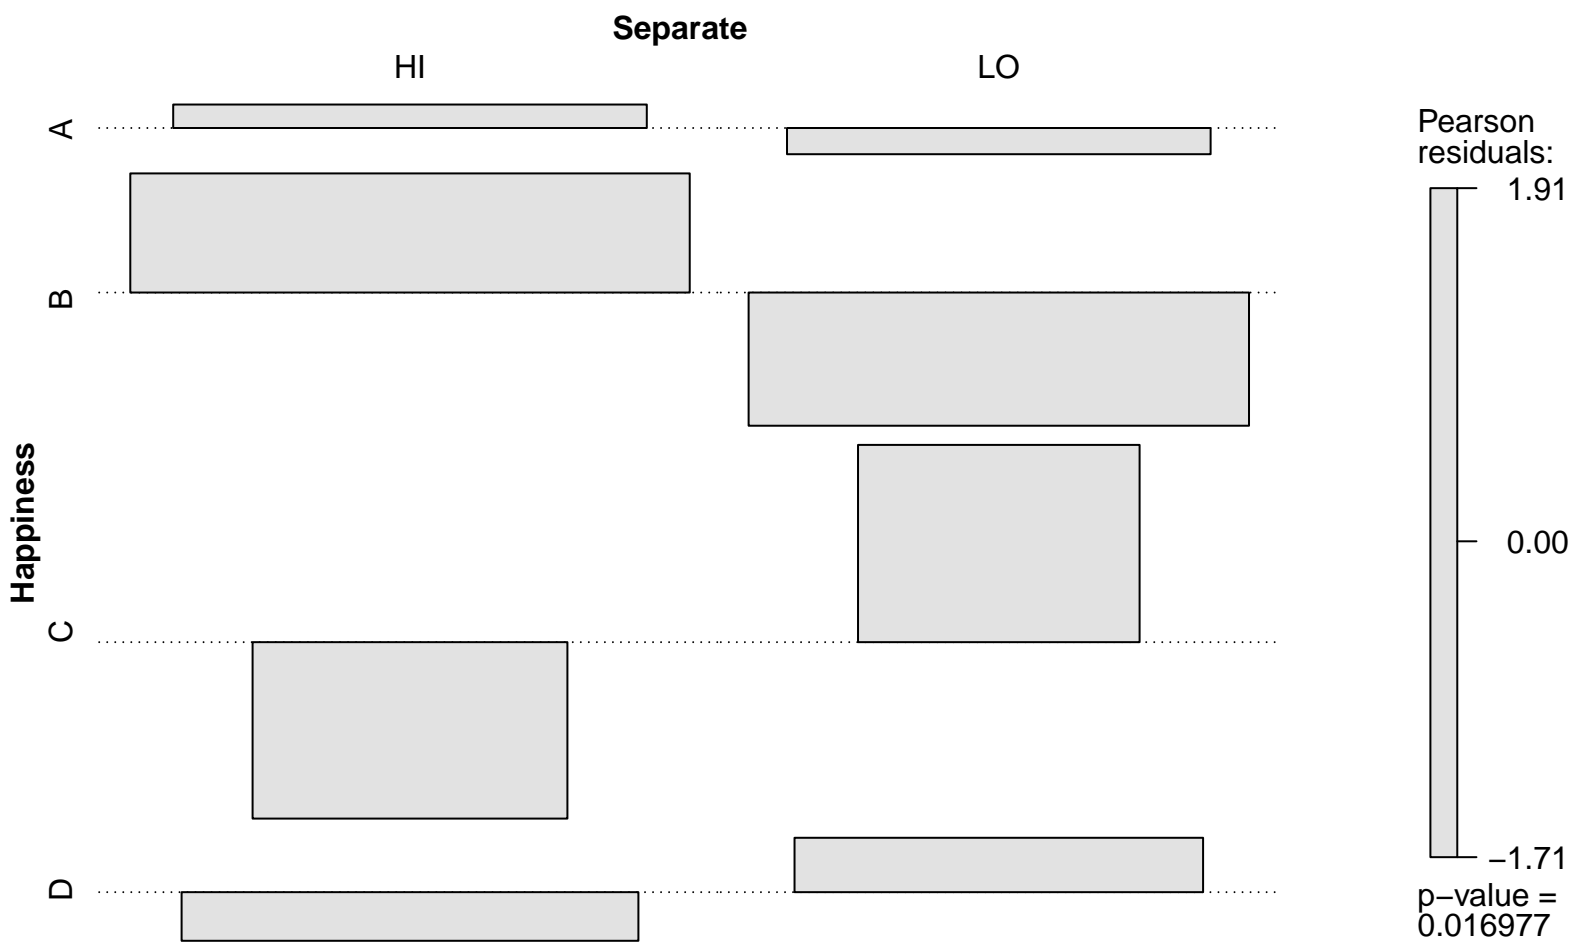 Separate
HI
LO
A
B
C
D
Happiness
Pearson
residuals:
1.91
0.00
−1.71
p−value =
0.016977